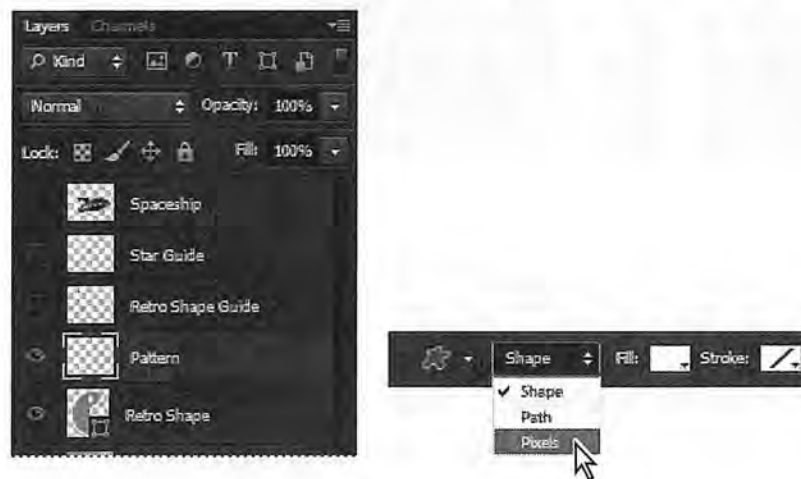 Layers Channels
Kind T
Normal Opacity: 100%
Lock: Fill: 100%
Spaceship
Star Guide
Retro Shape Guide
Pattern
Retro Shape
Shape Fill: Stroke:
Shape
Path
Pixels